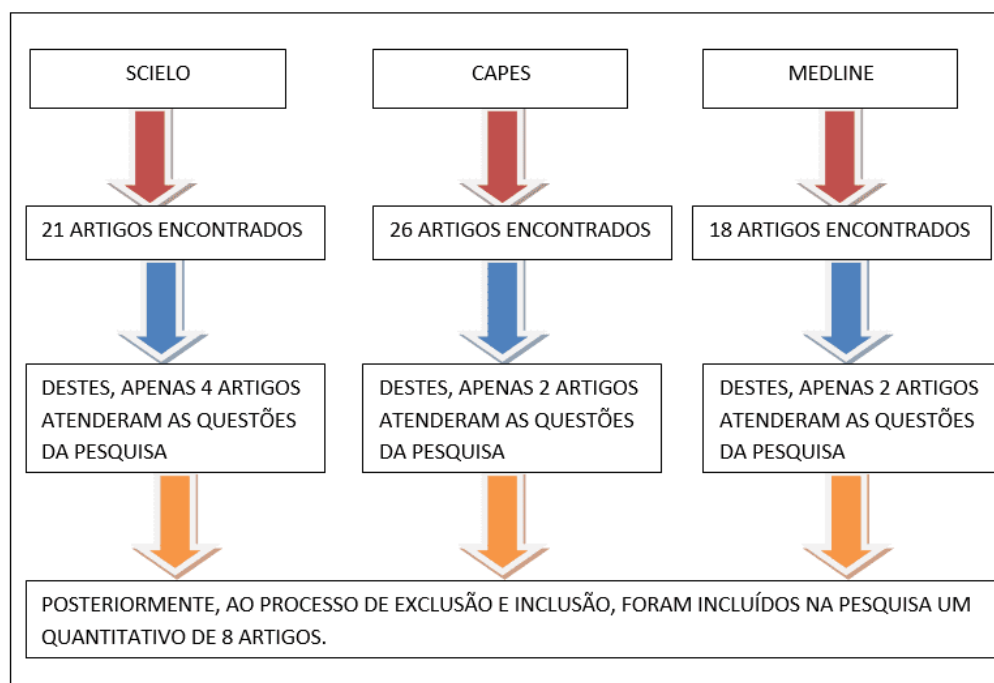 SCIELO
CAPES
MEDLINE
21 ARTIGOS ENCONTRADOS
26 ARTIGOS ENCONTRADOS
18 ARTIGOS ENCONTRADOS
DESTES, APENAS 4 ARTIGOS
ATENDERAM AS QUESTÕES
DA PESQUISA
DESTES, APENAS 2 ARTIGOS
ATENDERAM AS QUESTÕES
DA PESQUISA
DESTES, APENAS 2 ARTIGOS
ATENDERAM AS QUESTÕES
DA PESQUISA
POSTERIORMENTE, AO PROCESSO DE EXCLUSÃO E INCLUSÃO, FORAM INCLUÍDOS NA PESQUISA UM
QUANTITATIVO DE 8 ARTIGOS.